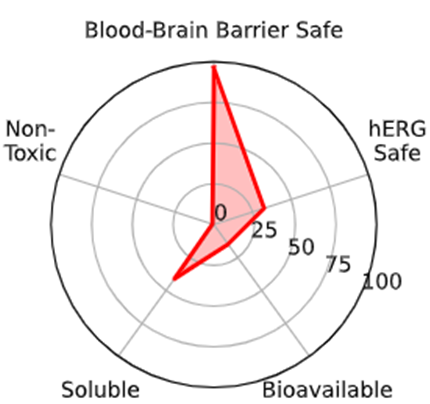 Blood-Brain Barrier Safe
Non-
Toxic
hERG
Safe
0
25
50
75
100
Soluble
Bioavailable